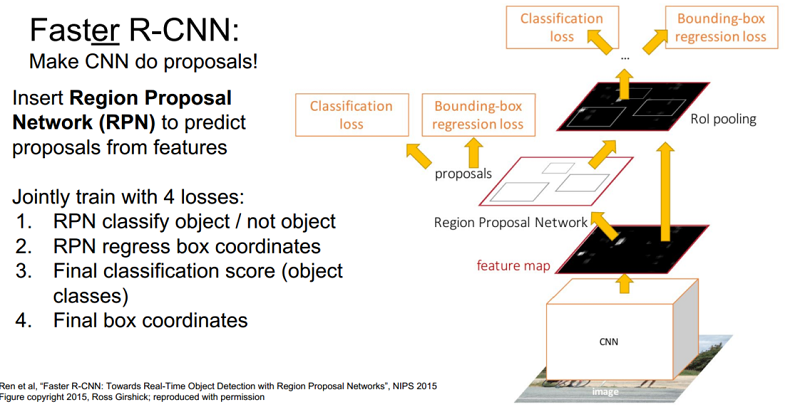 Faster R-CNN:
Make CNN do proposals!
Insert Region Proposal
Network (RPN) to predict
proposals from features
Jointly train with 4 losses:
1. RPN classify object / not object
2. RPN regress box coordinates
3. Final classification score (object
classes)
4. Final box coordinates
Classification
loss
Bounding-box
regression loss
...
RoI pooling
Classification
loss
Bounding-box
regression loss
proposals
Region Proposal Network
feature map
CNN
image
Ren et al, “Faster R-CNN: Towards Real-Time Object Detection with Region Proposal Networks”, NIPS 2015
Figure copyright 2015, Ross Girshick; reproduced with permission